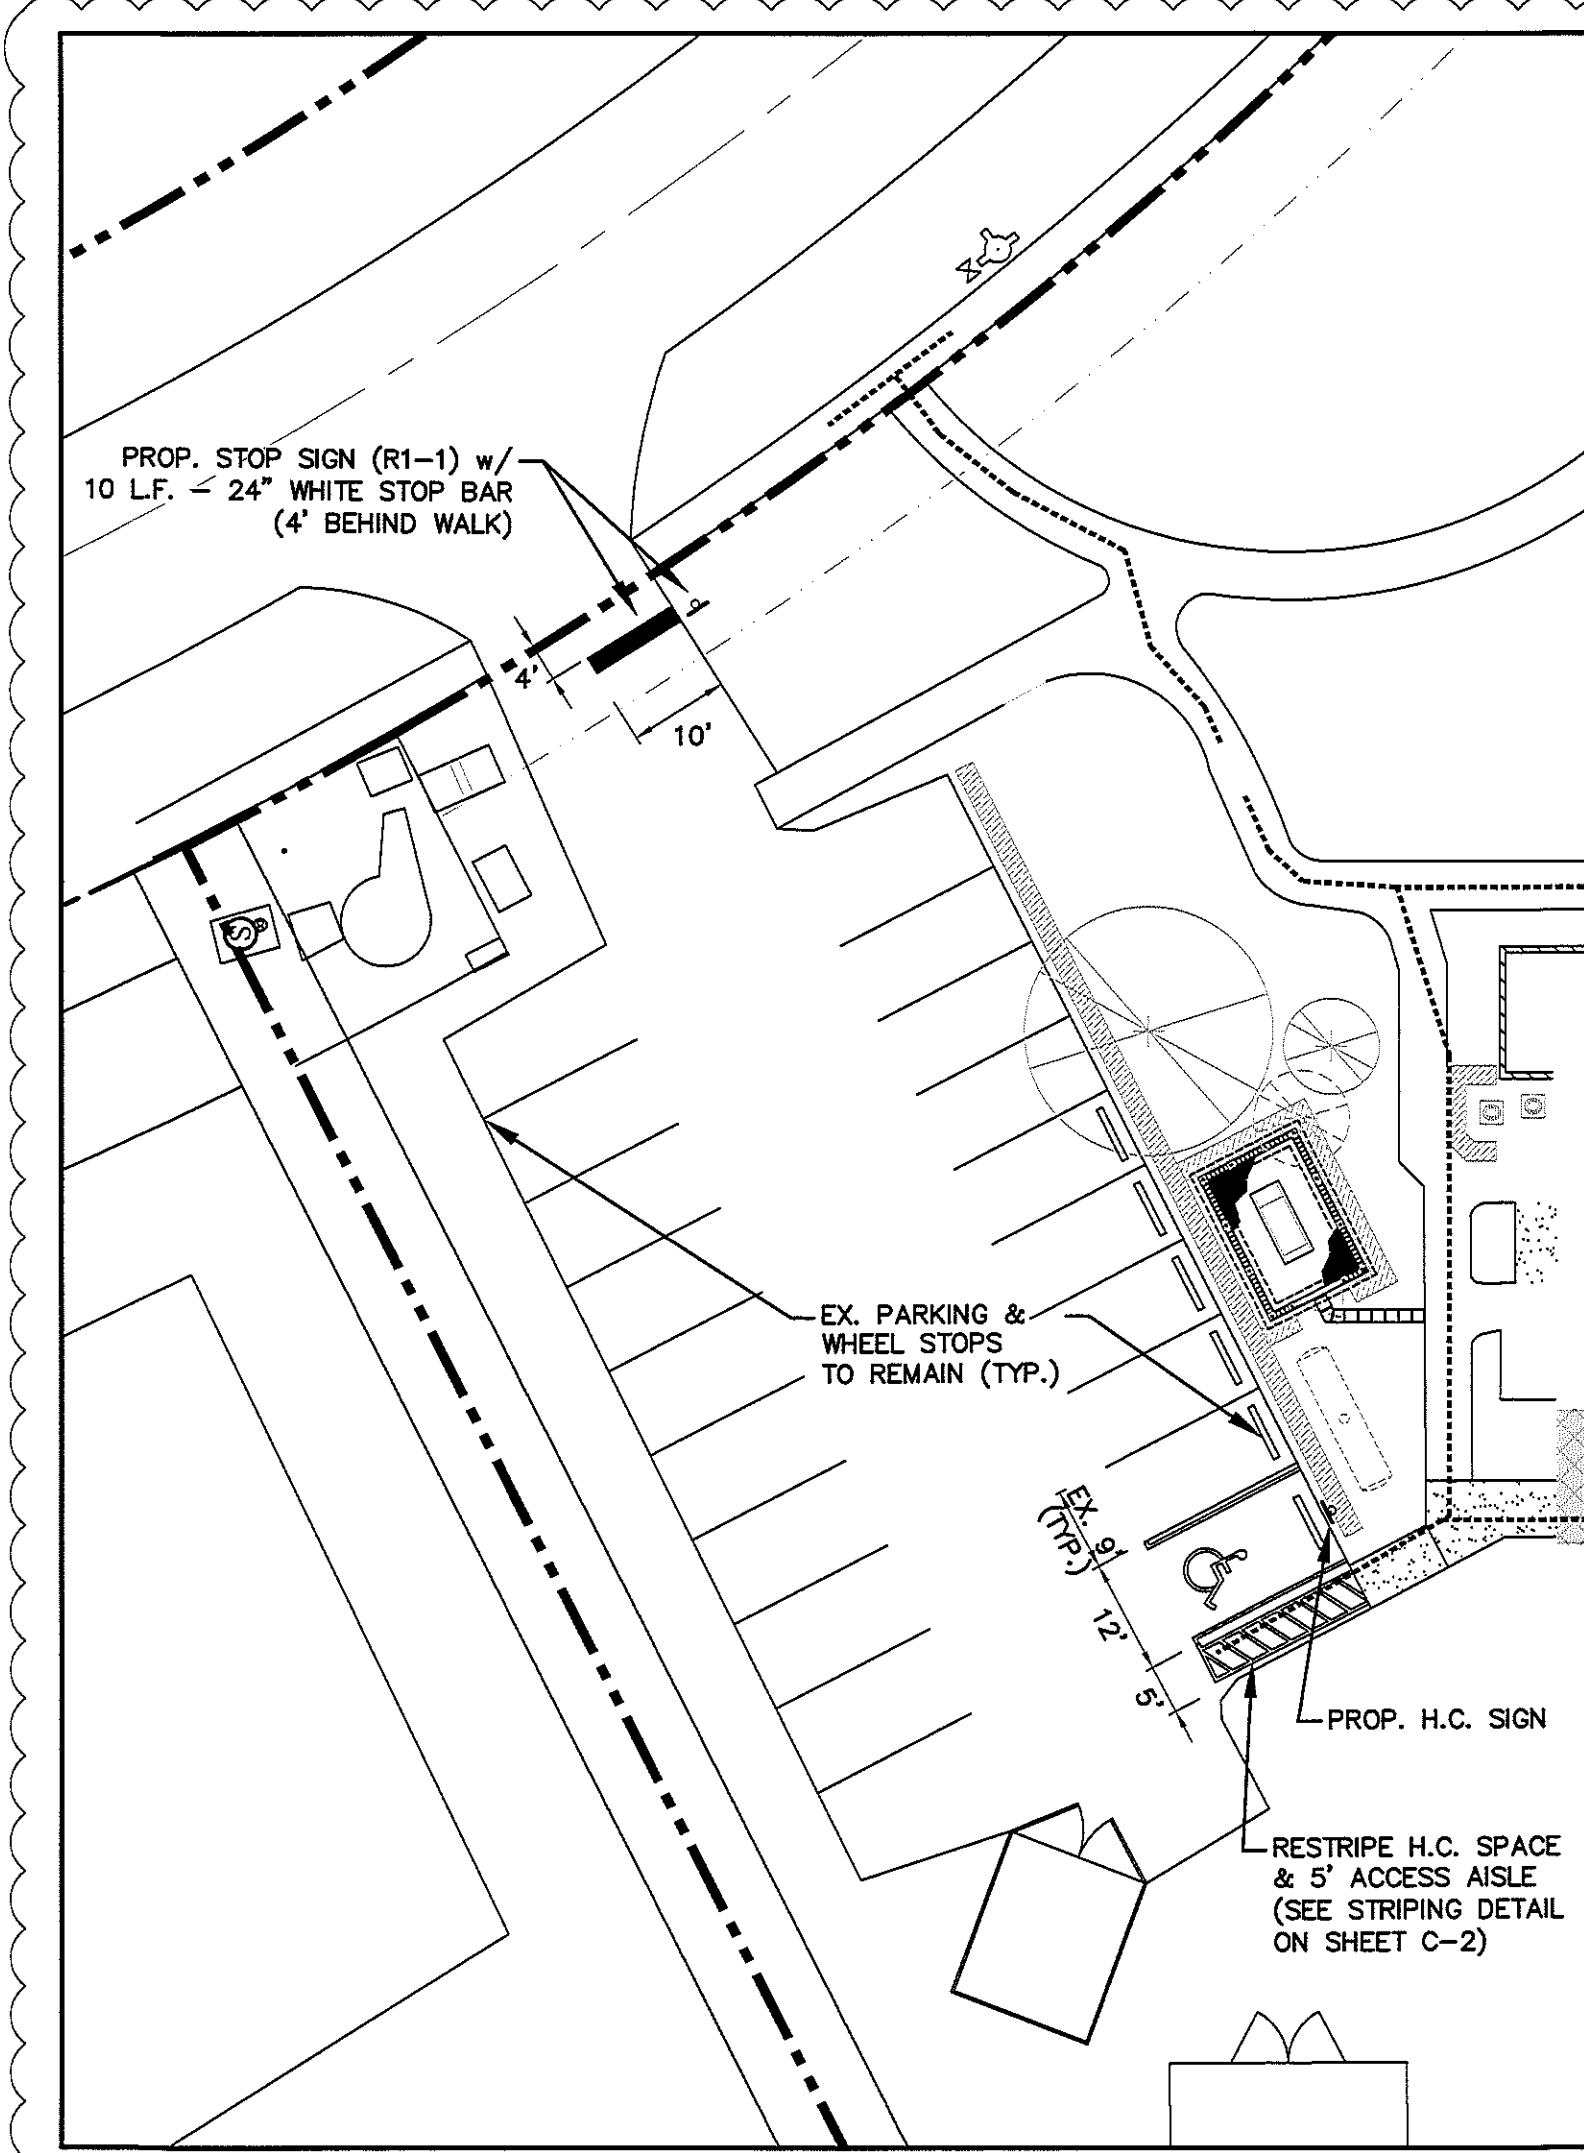 PROP. STOP SIGN (R1-1) w/
10 L.F. - 24" WHITE STOP BAR
(4' BEHIND WALK)
4'
10'
S
EX. PARKING &
WHEEL STOPS
TO REMAIN (TYP.)
EX. 9'
(TYP.)
12'
5'
PROP. H.C. SIGN
RESTRIPE H.C. SPACE
& 5' ACCESS AISLE
(SEE STRIPING DETAIL
ON SHEET C-2)